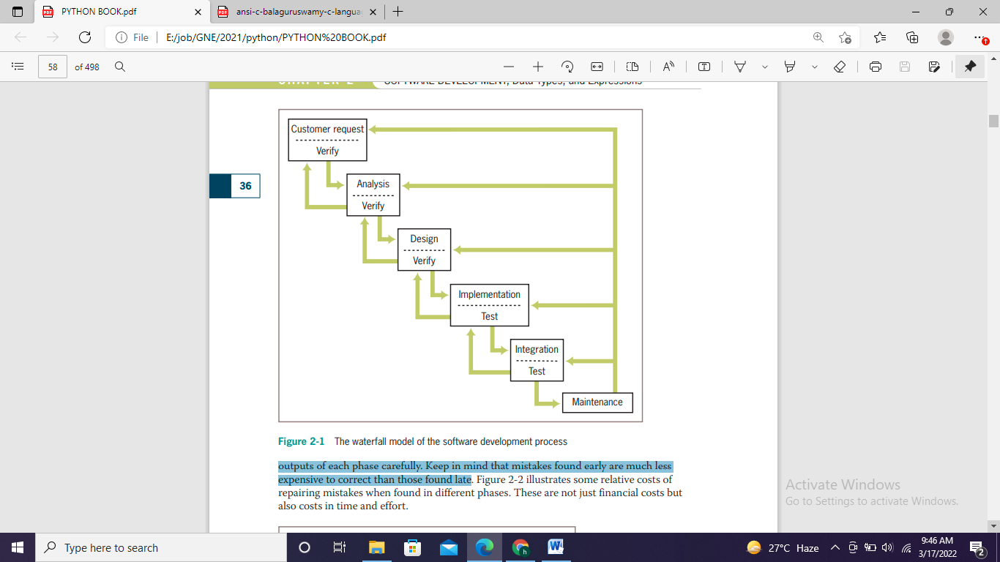 PYTHON BOOK.pdf
ansi-c-balaguruswamy-c-langua
File
E:/job/GNE/2021/python/PYTHON%20BOOK.pdf
58 of 498
CHAPTER 2 SOFTWARE DEVELOPMENT, Data Types, and Expressions
36
Customer request
Verify
Analysis
Verify
Design
Verify
Implementation
Test
Integration
Test
Maintenance
Figure 2-1 The waterfall model of the software development process
outputs of each phase carefully. Keep in mind that mistakes found early are much less
expensive to correct than those found late. Figure 2-2 illustrates some relative costs of
repairing mistakes when found in different phases. These are not just financial costs but
also costs in time and effort.
Activate Windows
Go to Settings to activate Windows.
Type here to search
27°C Haze
9:46 AM
3/17/2022
2